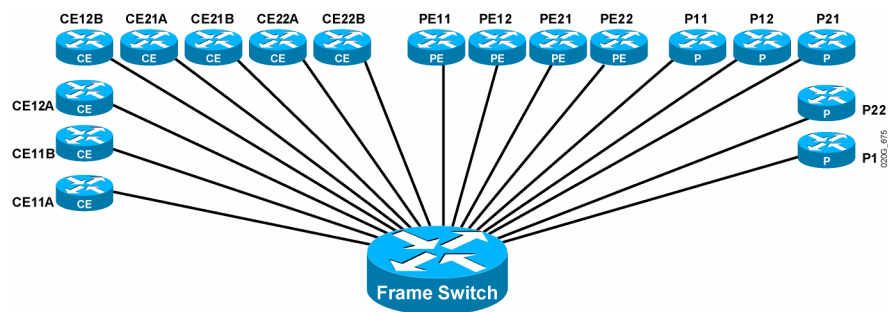 CE12B CE21A CE21B CE22A CE22B PE11 PE12 PE21 PE22 P11 P12 P21
CE CE CE CE CE PE PE PE PE P P P
CE12A CE
P P22
CE11B CE
P P1
CE11A CE
020G_675
Frame Switch